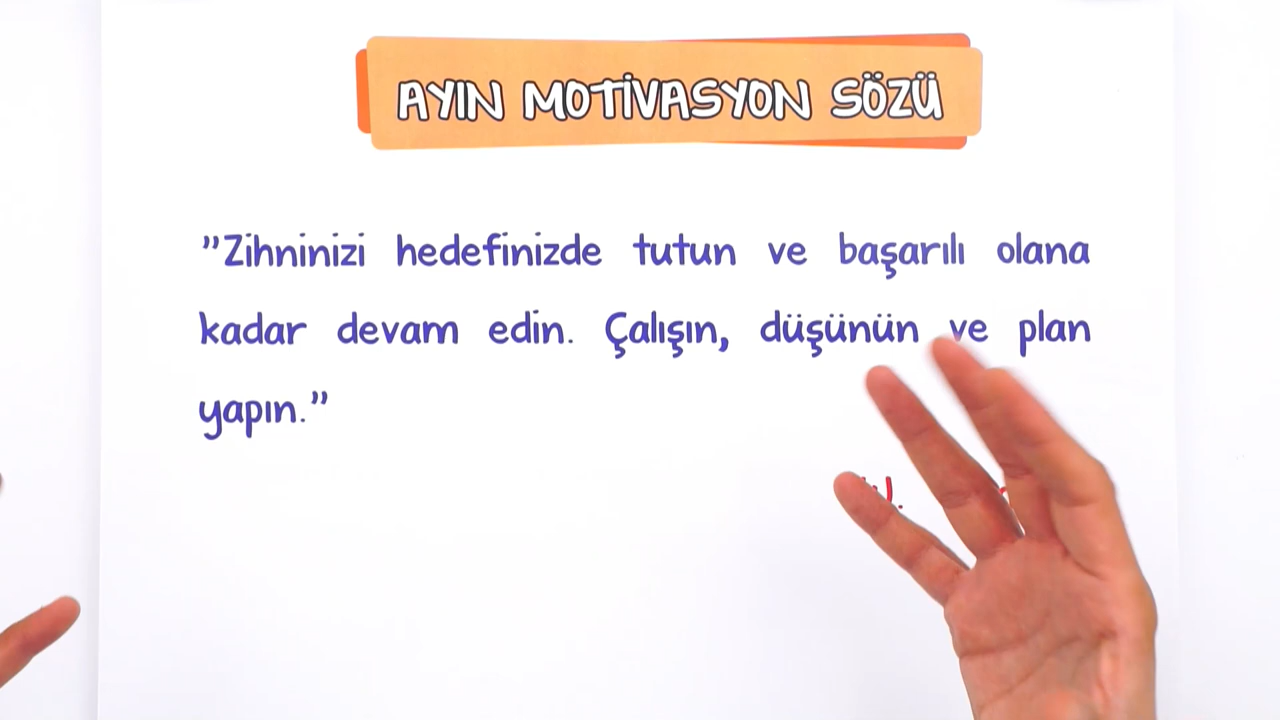 AYIN MOTİVASYON SÖZÜ
"Zihninizi hedefinizde tutun ve başarılı olana
kadar devam edin. Çalışın, düşünün ve plan
yapın."